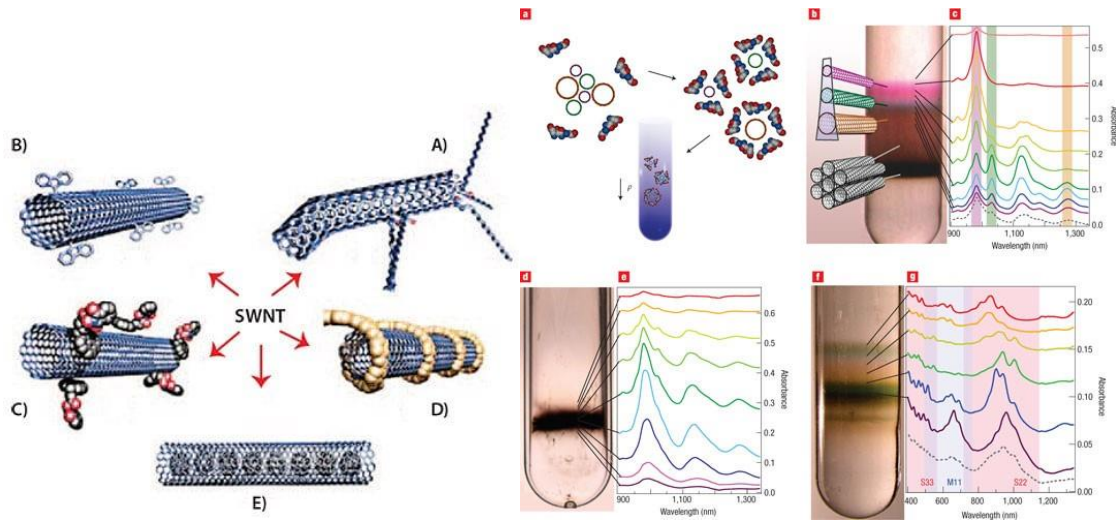 B)
A)
SWNT
C)
D)
E)
a
ρ
b
c
0.5
0.4
0.3
0.2
0.1
0.0
Absorbance
900
1,100
1,300
Wavelength (nm)
d
e
0.6
0.5
0.4
0.3
0.2
0.1
0.0
Absorbance
900
1,100
1,300
Wavelength (nm)
f
g
0.20
0.15
0.10
0.05
0.00
Absorbance
S33
M11
S22
400
600
800
1,000
1,200
Wavelength (nm)